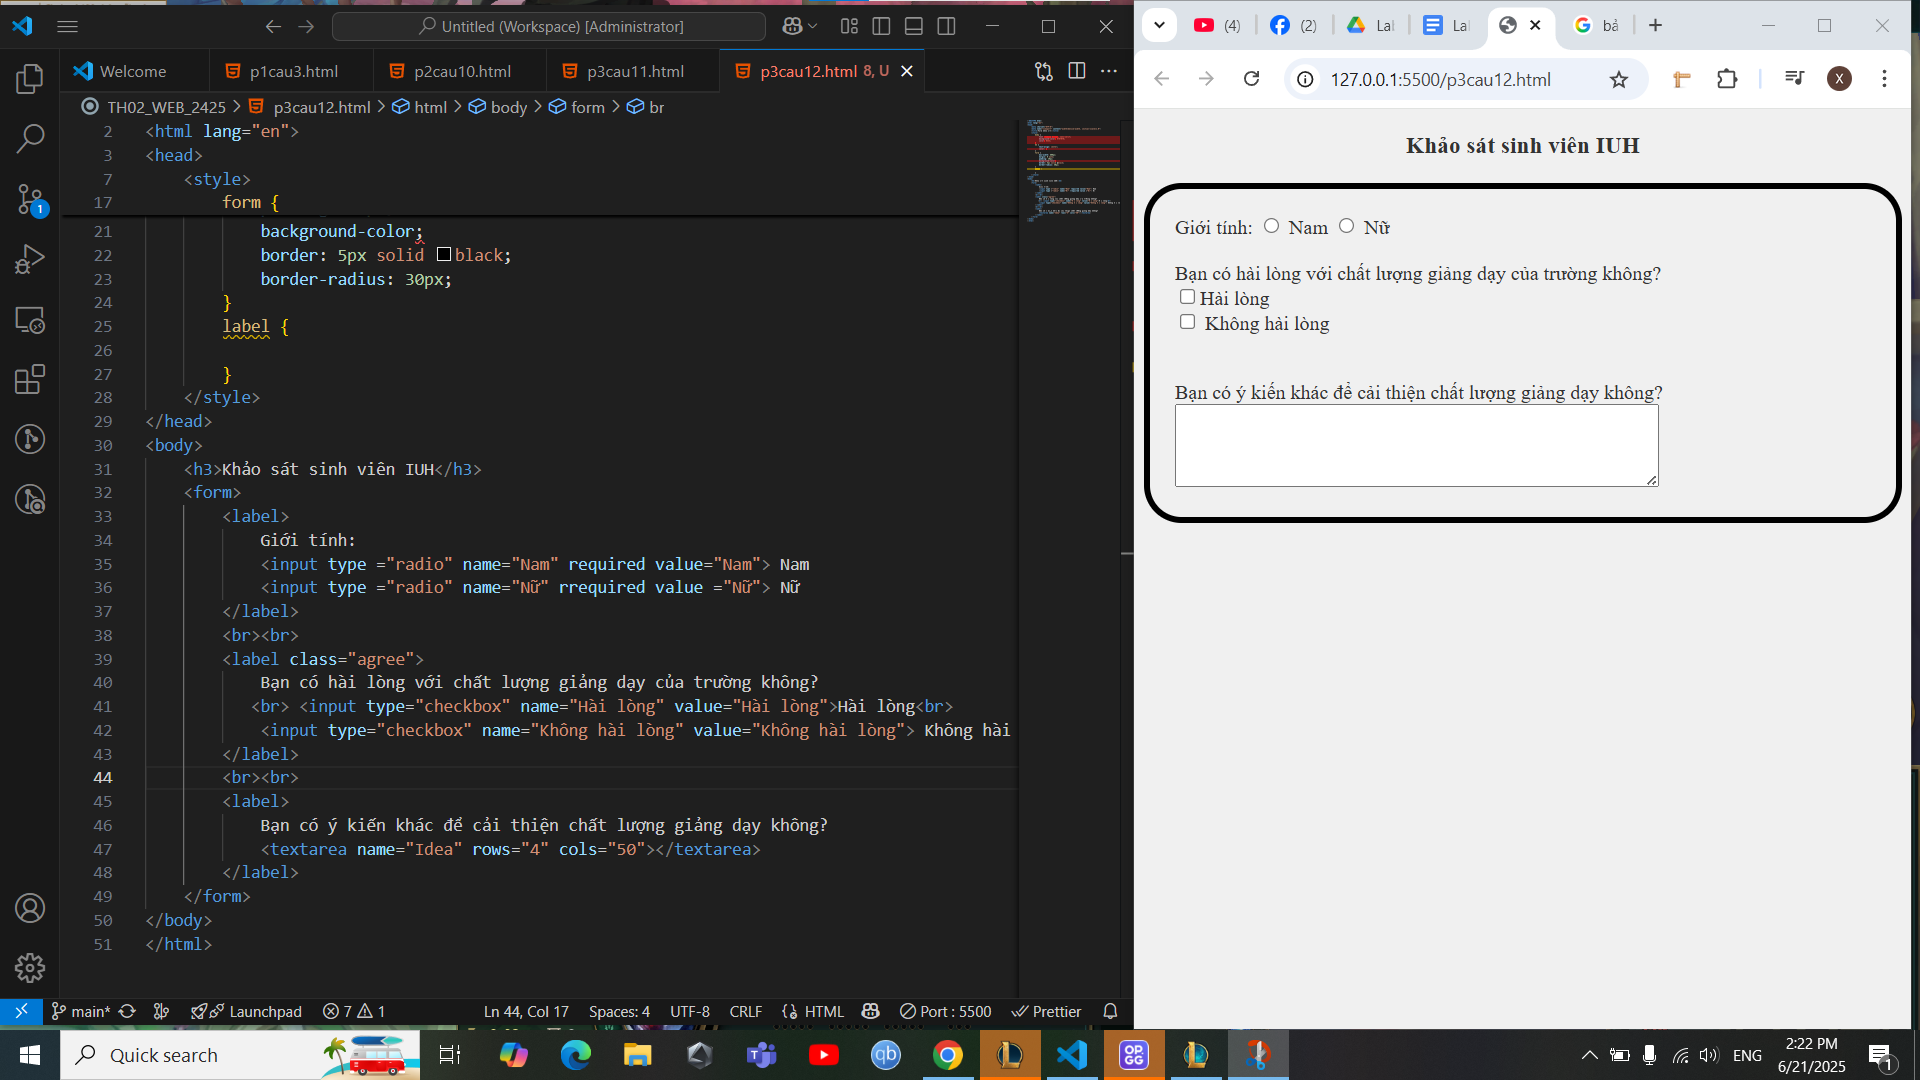 Untitled (Workspace) [Administrator]
Welcome
p1cau3.html
p2cau10.html
p3cau11.html
p3cau12.html 8, U
TH02_WEB_2425 > p3cau12.html > html > body > form > br
2 <html lang="en">
3 <head>
7 <style>
17 form {
21 background-color;
22 border: 5px solid black;
23 border-radius: 30px;
24 }
25 label {
26
27 }
28 </style>
29 </head>
30 <body>
31 <h3>Khảo sát sinh viên IUH</h3>
32 <form>
33 <label>
34 Giới tính:
35 <input type ="radio" name="Nam" required value="Nam"> Nam
36 <input type ="radio" name="Nữ" rrequired value ="Nữ"> Nữ
37 </label>
38 <br><br>
39 <label class="agree">
40 Bạn có hài lòng với chất lượng giảng dạy của trường không?
41 <br> <input type="checkbox" name="Hài lòng" value="Hài lòng">Hài lòng<br>
42 <input type="checkbox" name="Không hài lòng" value="Không hài lòng"> Không hài
43 </label>
44 <br><br>
45 <label>
46 Bạn có ý kiến khác để cải thiện chất lượng giảng dạy không?
47 <textarea name="Idea" rows="4" cols="50"></textarea>
48 </label>
49 </form>
50 </body>
51 </html>
1
main*
Launchpad
7
1
Ln 44, Col 17
Spaces: 4
UTF-8
CRLF
HTML
Port : 5500
Prettier
(4)
(2)
Lal
La
bả
127.0.0.1:5500/p3cau12.html
X
Khảo sát sinh viên IUH
Giới tính: Nam Nữ
Bạn có hài lòng với chất lượng giảng dạy của trường không?
Hài lòng
Không hài lòng
Bạn có ý kiến khác để cải thiện chất lượng giảng dạy không?
Quick search
qb
OP.GG
ENG
2:22 PM
6/21/2025
1